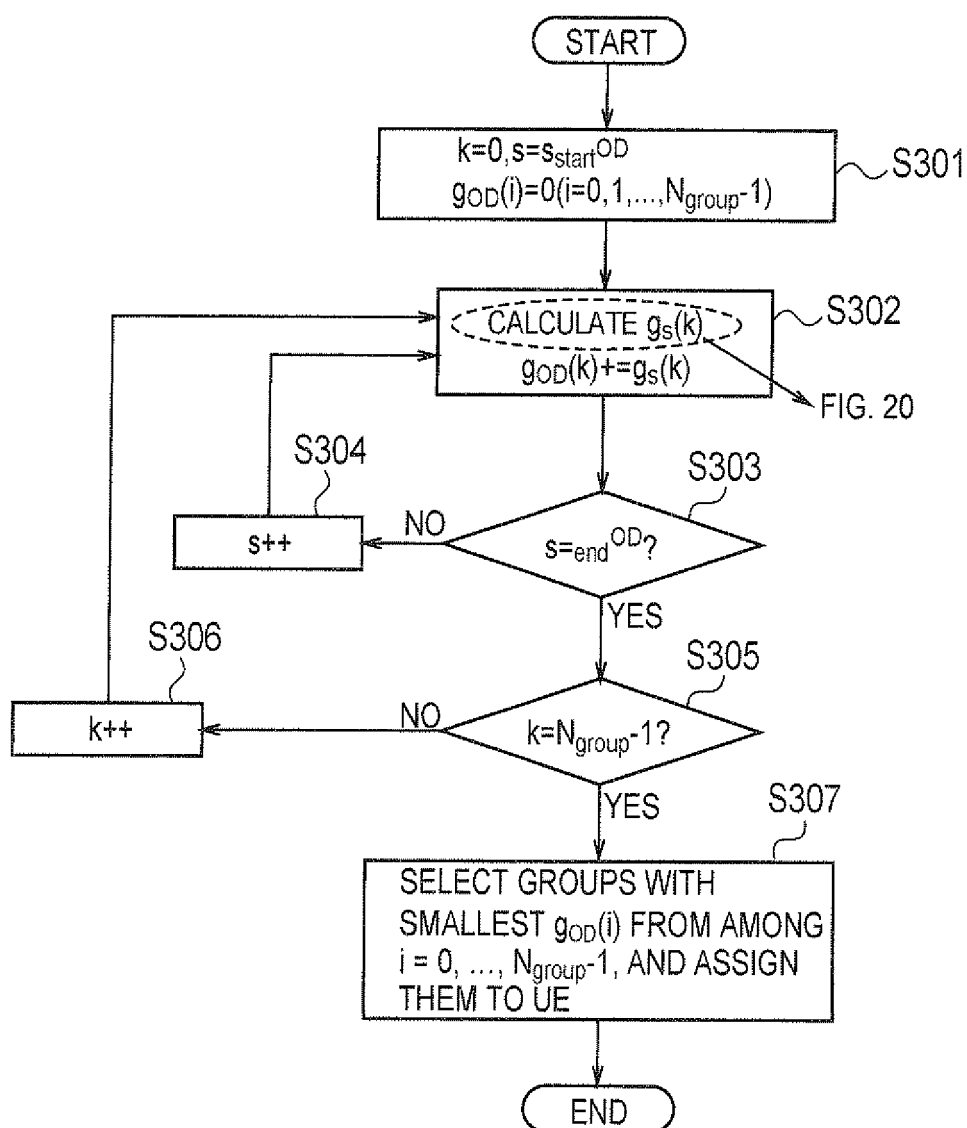 START
k=0,s=s_start^OD
g_OD(i)=0(i=0,1,...,N_group-1)
S301
CALCULATE g_s(k)
g_OD(k)+=g_s(k)
S302
FIG. 20
S304
s++
NO
S303
s=_end^OD?
YES
S306
k++
NO
S305
k=N_group-1?
YES
S307
SELECT GROUPS WITH
SMALLEST g_OD(i) FROM AMONG
i = 0, ..., N_group-1, AND ASSIGN
THEM TO UE
END